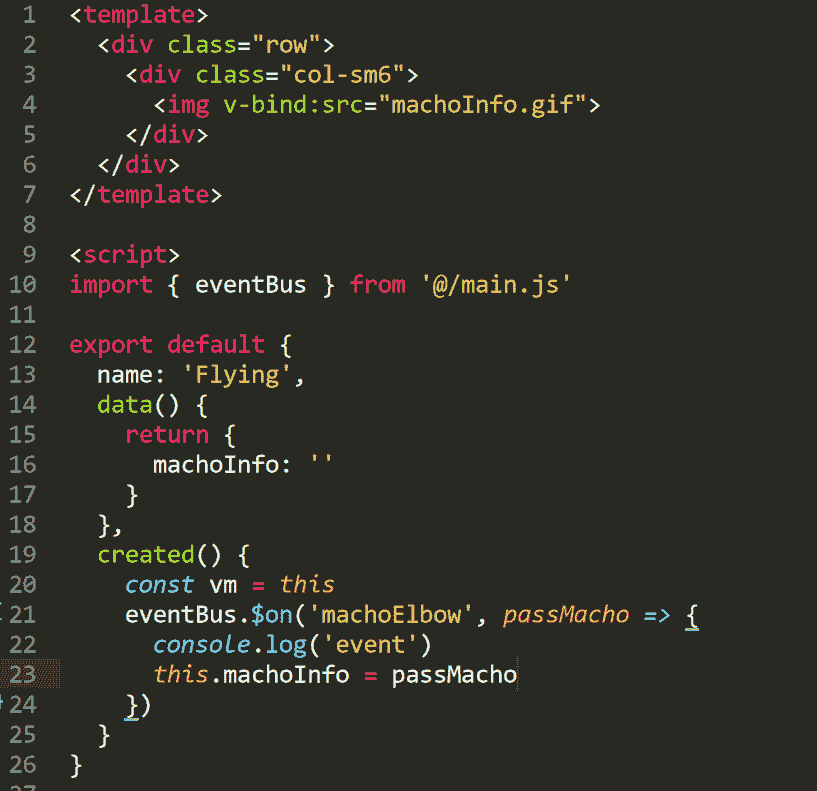 1 <template>
2   <div class="row">
3     <div class="col-sm6">
4       <img v-bind:src="machoInfo.gif">
5     </div>
6   </div>
7 </template>
8
9 <script>
10 import { eventBus } from '@/main.js'
11
12 export default {
13   name: 'Flying',
14   data() {
15     return {
16       machoInfo: ''
17     }
18   },
19   created() {
20     const vm = this
21     eventBus.$on('machoElbow', passMacho => {
22       console.log('event')
23       this.machoInfo = passMacho
24     })
25   }
26 }